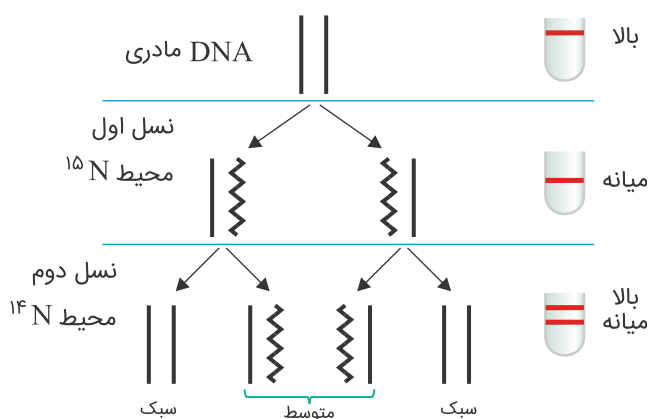 DNA مادری
بالا
نسل اول
محیط ۱۵N
میانه
نسل دوم
محیط ۱۴N
بالا
میانه
سبک
متوسط
سبک